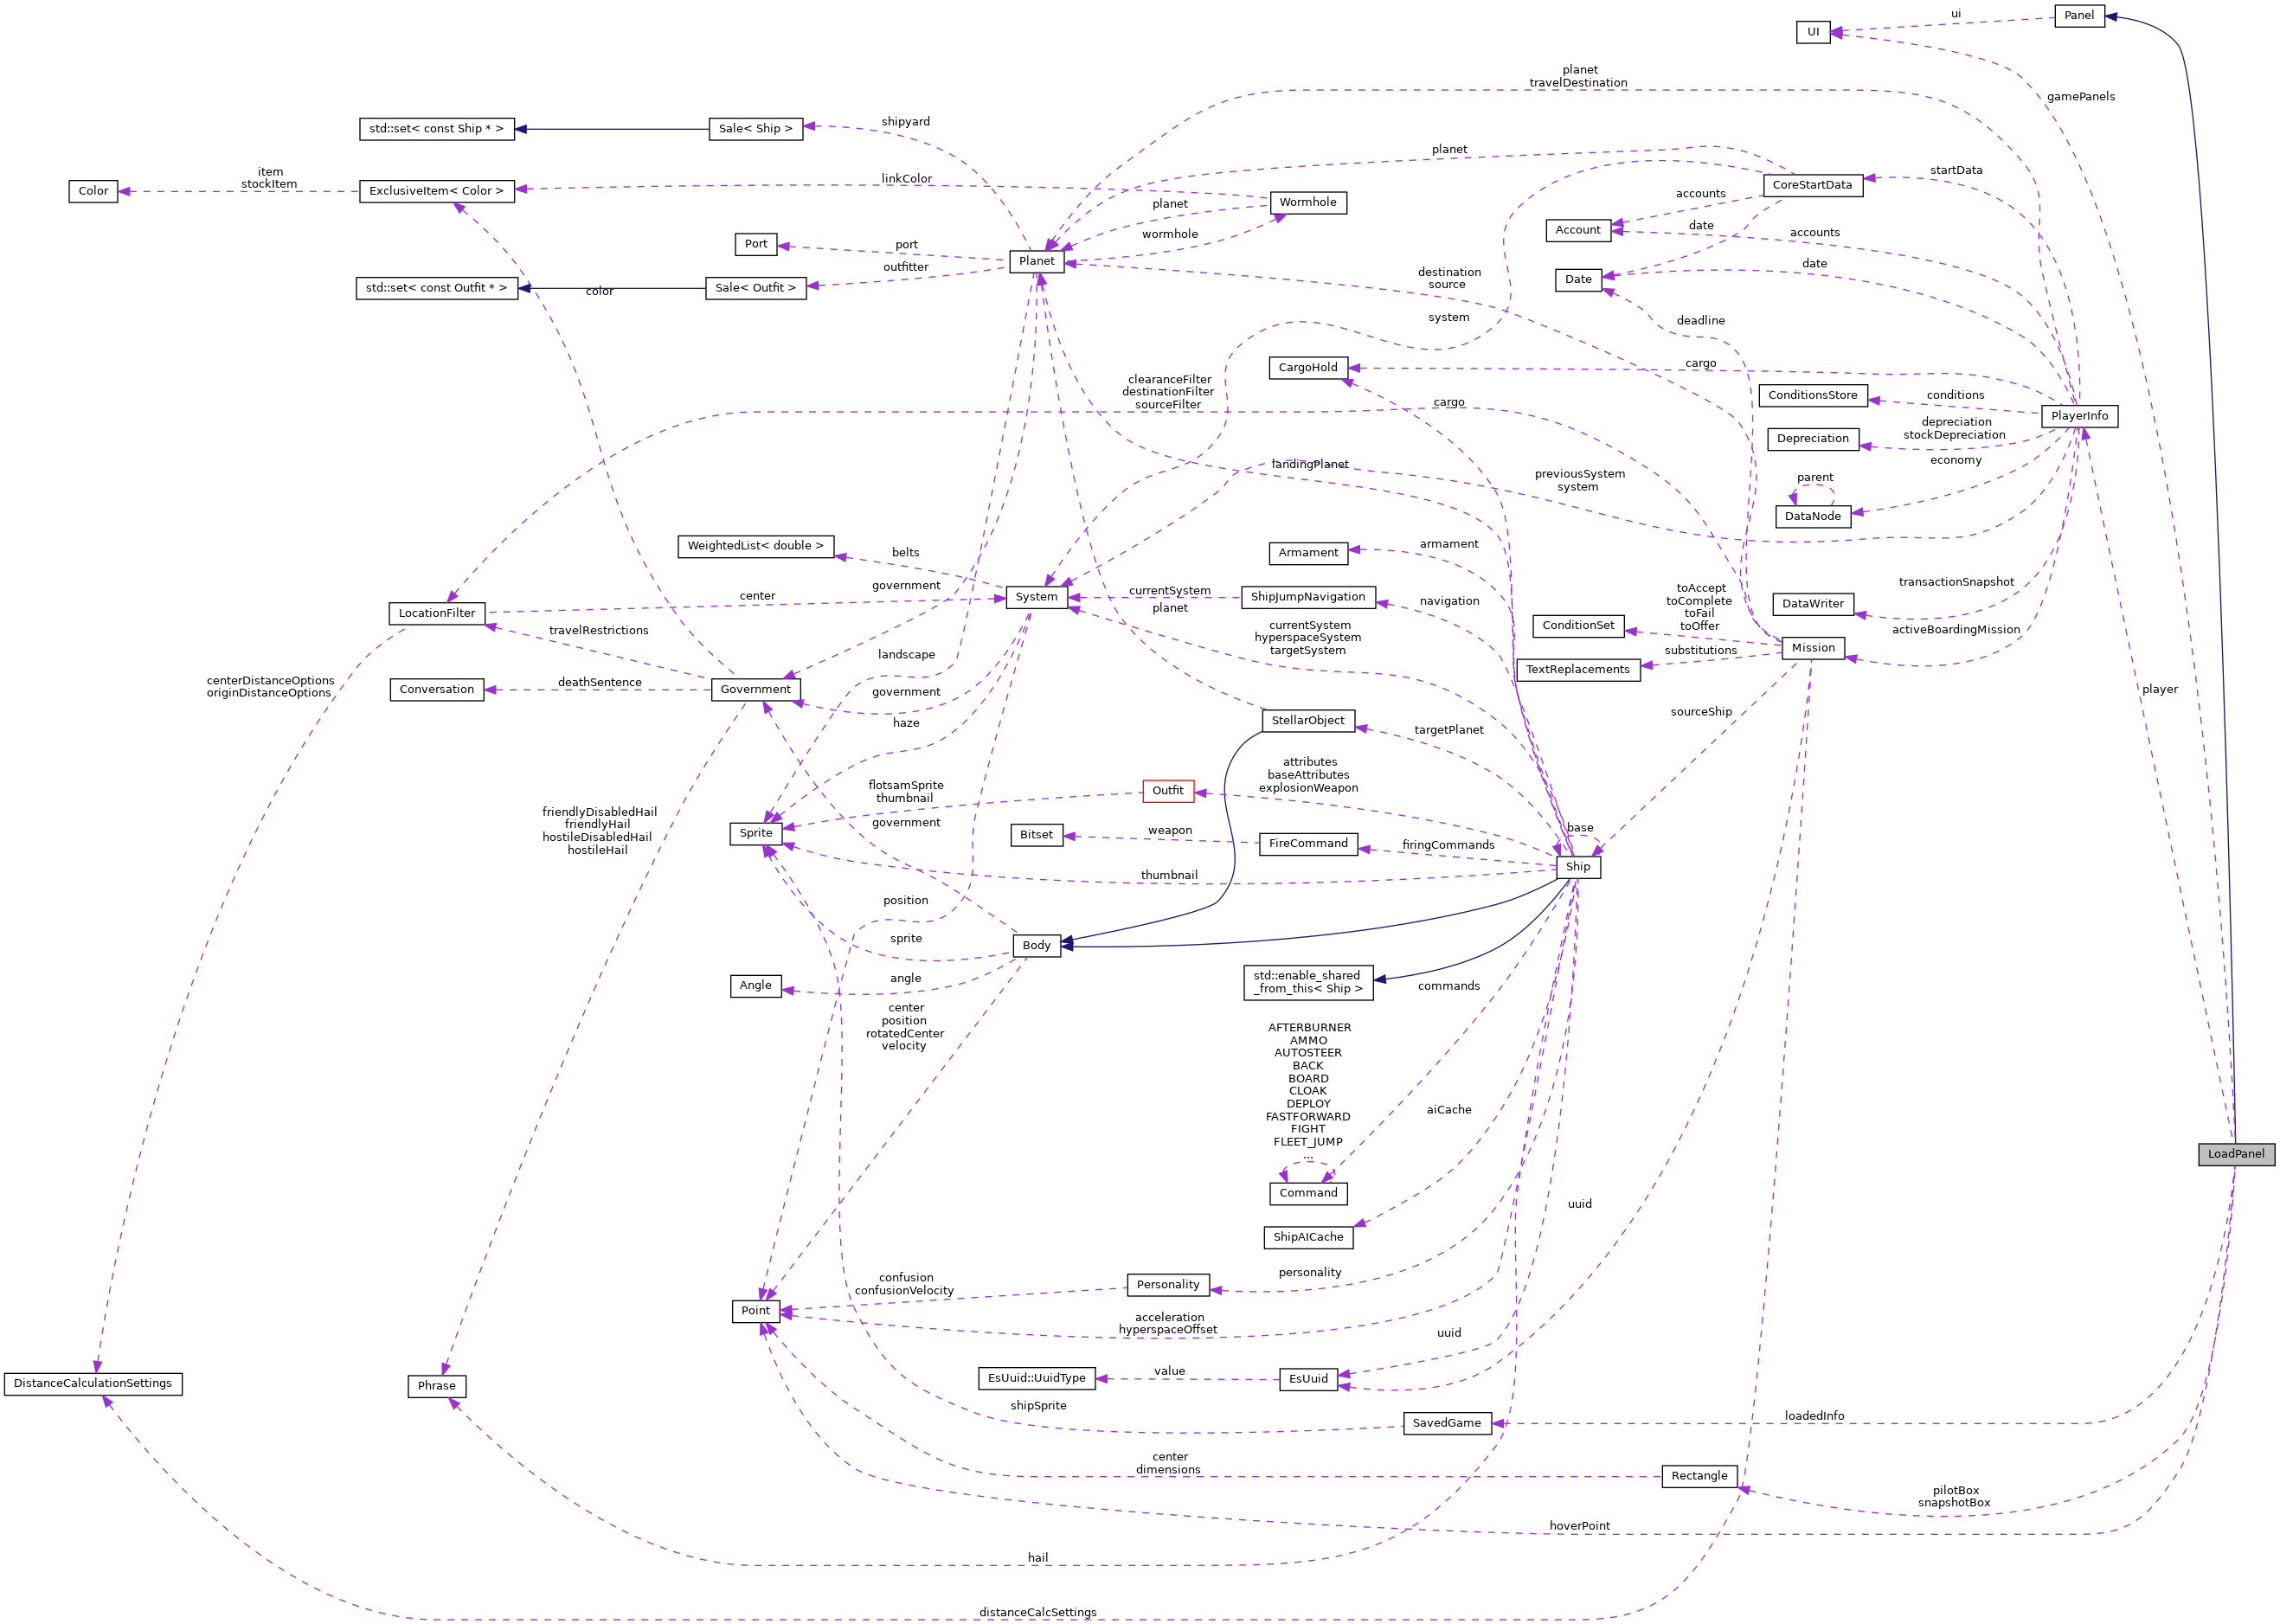 ui
Panel
UI
planet
travelDestination
gamePanels
shipyard
std::set< const Ship * >
Sale< Ship >
planet
item
stockItem
Color
ExclusiveItem< Color >
linkColor
startData
CoreStartData
accounts
Wormhole
planet
Port
port
wormhole
date
Account
accounts
Planet
outfitter
date
destination
source
Date
std::set< const Outfit * >
Sale< Outfit >
color
system
deadline
CargoHold
cargo
clearanceFilter
destinationFilter
sourceFilter
cargo
ConditionsStore
conditions
PlayerInfo
depreciation
stockDepreciation
Depreciation
landingPlanet
previousSystem
system
economy
parent
DataNode
WeightedList< double >
belts
Armament
armament
transactionSnapshot
government
center
System
currentSystem
ShipJumpNavigation
navigation
planet
toAccept
toComplete
toFail
toOffer
DataWriter
LocationFilter
travelRestrictions
currentSystem
hyperspaceSystem
targetSystem
ConditionSet
activeBoardingMission
Mission
substitutions
TextReplacements
landscape
centerDistanceOptions
originDistanceOptions
Conversation
deathSentence
Government
government
player
haze
StellarObject
targetPlanet
sourceShip
attributes
baseAttributes
explosionWeapon
flotsamSprite
thumbnail
Outfit
friendlyDisabledHail
friendlyHail
hostileDisabledHail
hostileHail
government
Sprite
Bitset
weapon
FireCommand
firingCommands
base
Ship
thumbnail
position
sprite
Body
Angle
angle
std::enable_shared
_from_this< Ship >
commands
center
position
rotatedCenter
velocity
AFTERBURNER
AMMO
AUTOSTEER
BACK
BOARD
CLOAK
DEPLOY
FASTFORWARD
FIGHT
FLEET_JUMP
...
aiCache
LoadPanel
Command
uuid
ShipAICache
personality
confusion
confusionVelocity
Personality
Point
acceleration
hyperspaceOffset
uuid
value
EsUuid::UuidType
EsUuid
DistanceCalculationSettings
Phrase
shipSprite
SavedGame
loadedInfo
center
dimensions
Rectangle
pilotBox
snapshotBox
hoverPoint
hail
distanceCalcSettings